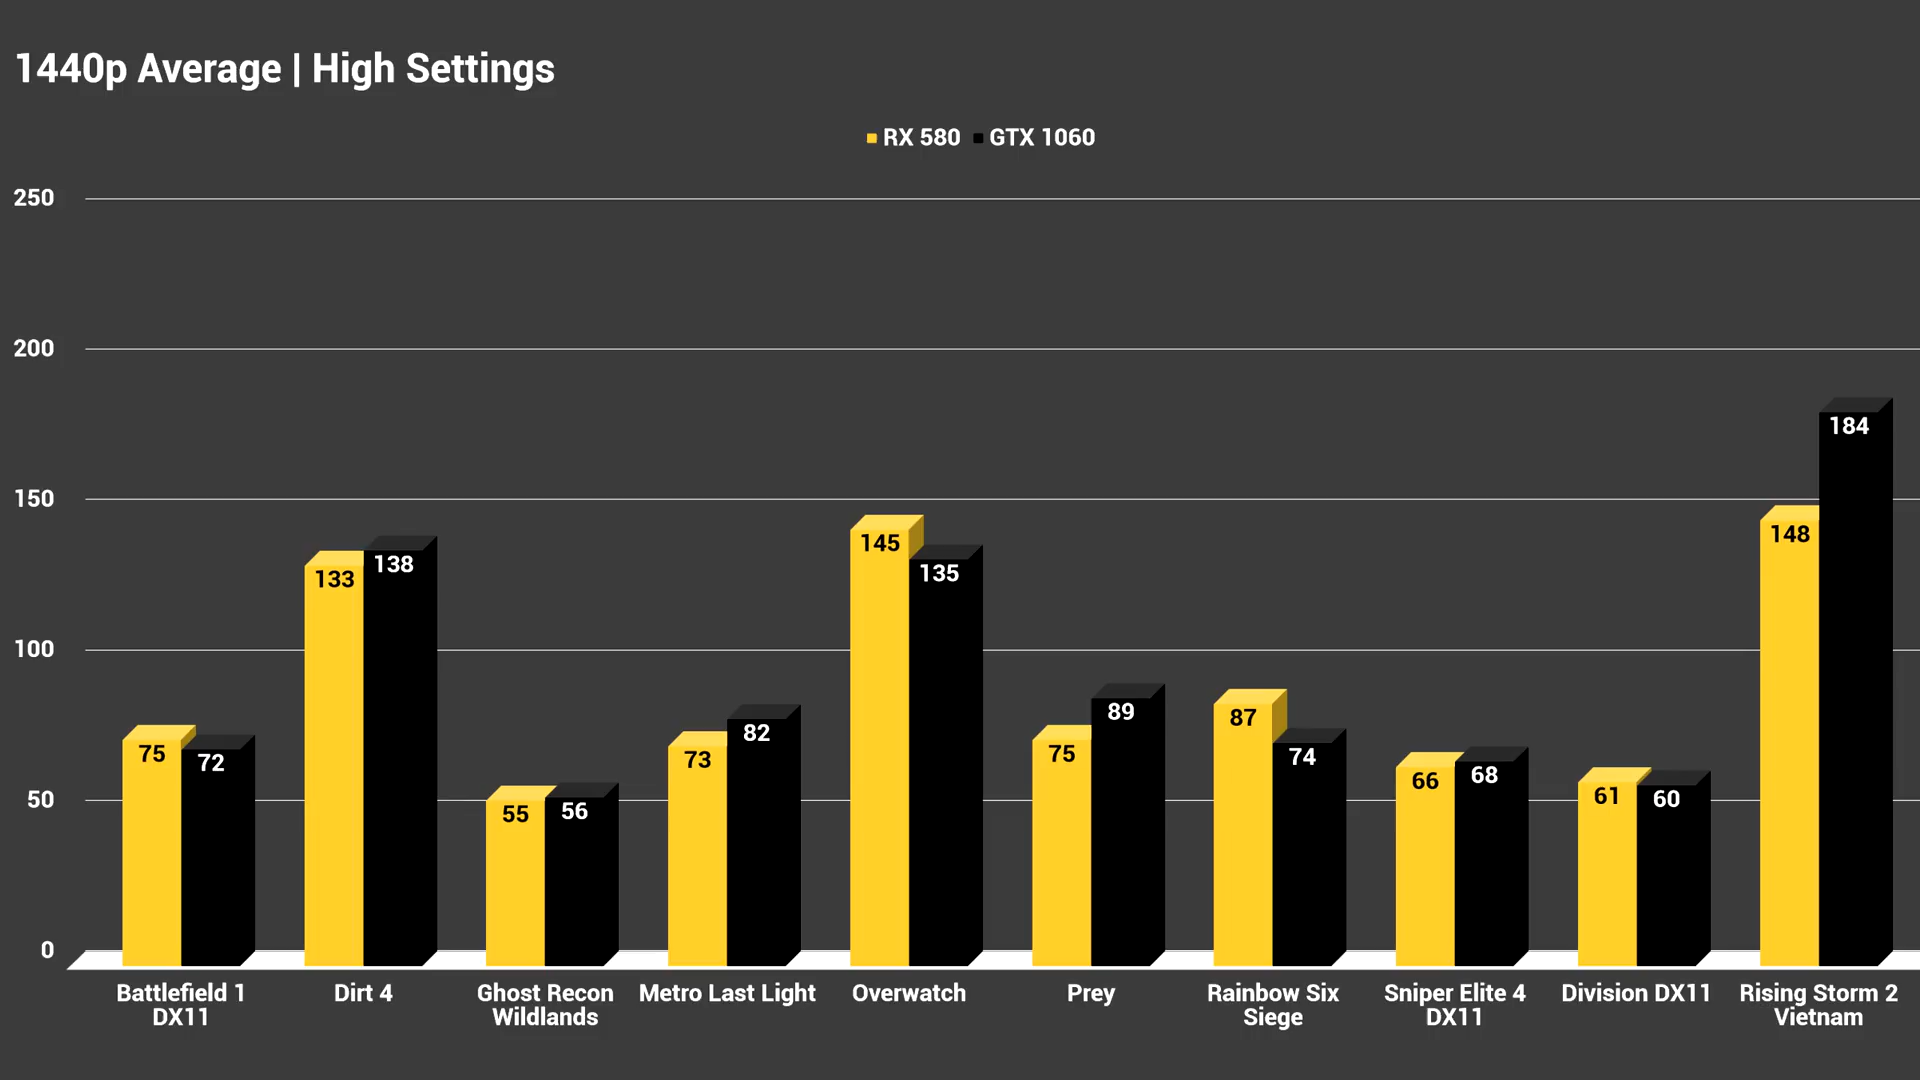 1440p Average | High Settings
RX 580 GTX 1060
250
200
150
100
50
0
75 72
133 138
55 56
73 82
145 135
75 89
87 74
66 68
61 60
148 184
Battlefield 1
DX11
Dirt 4
Ghost Recon
Wildlands
Metro Last Light
Overwatch
Prey
Rainbow Six
Siege
Sniper Elite 4
DX11
Division DX11
Rising Storm 2
Vietnam